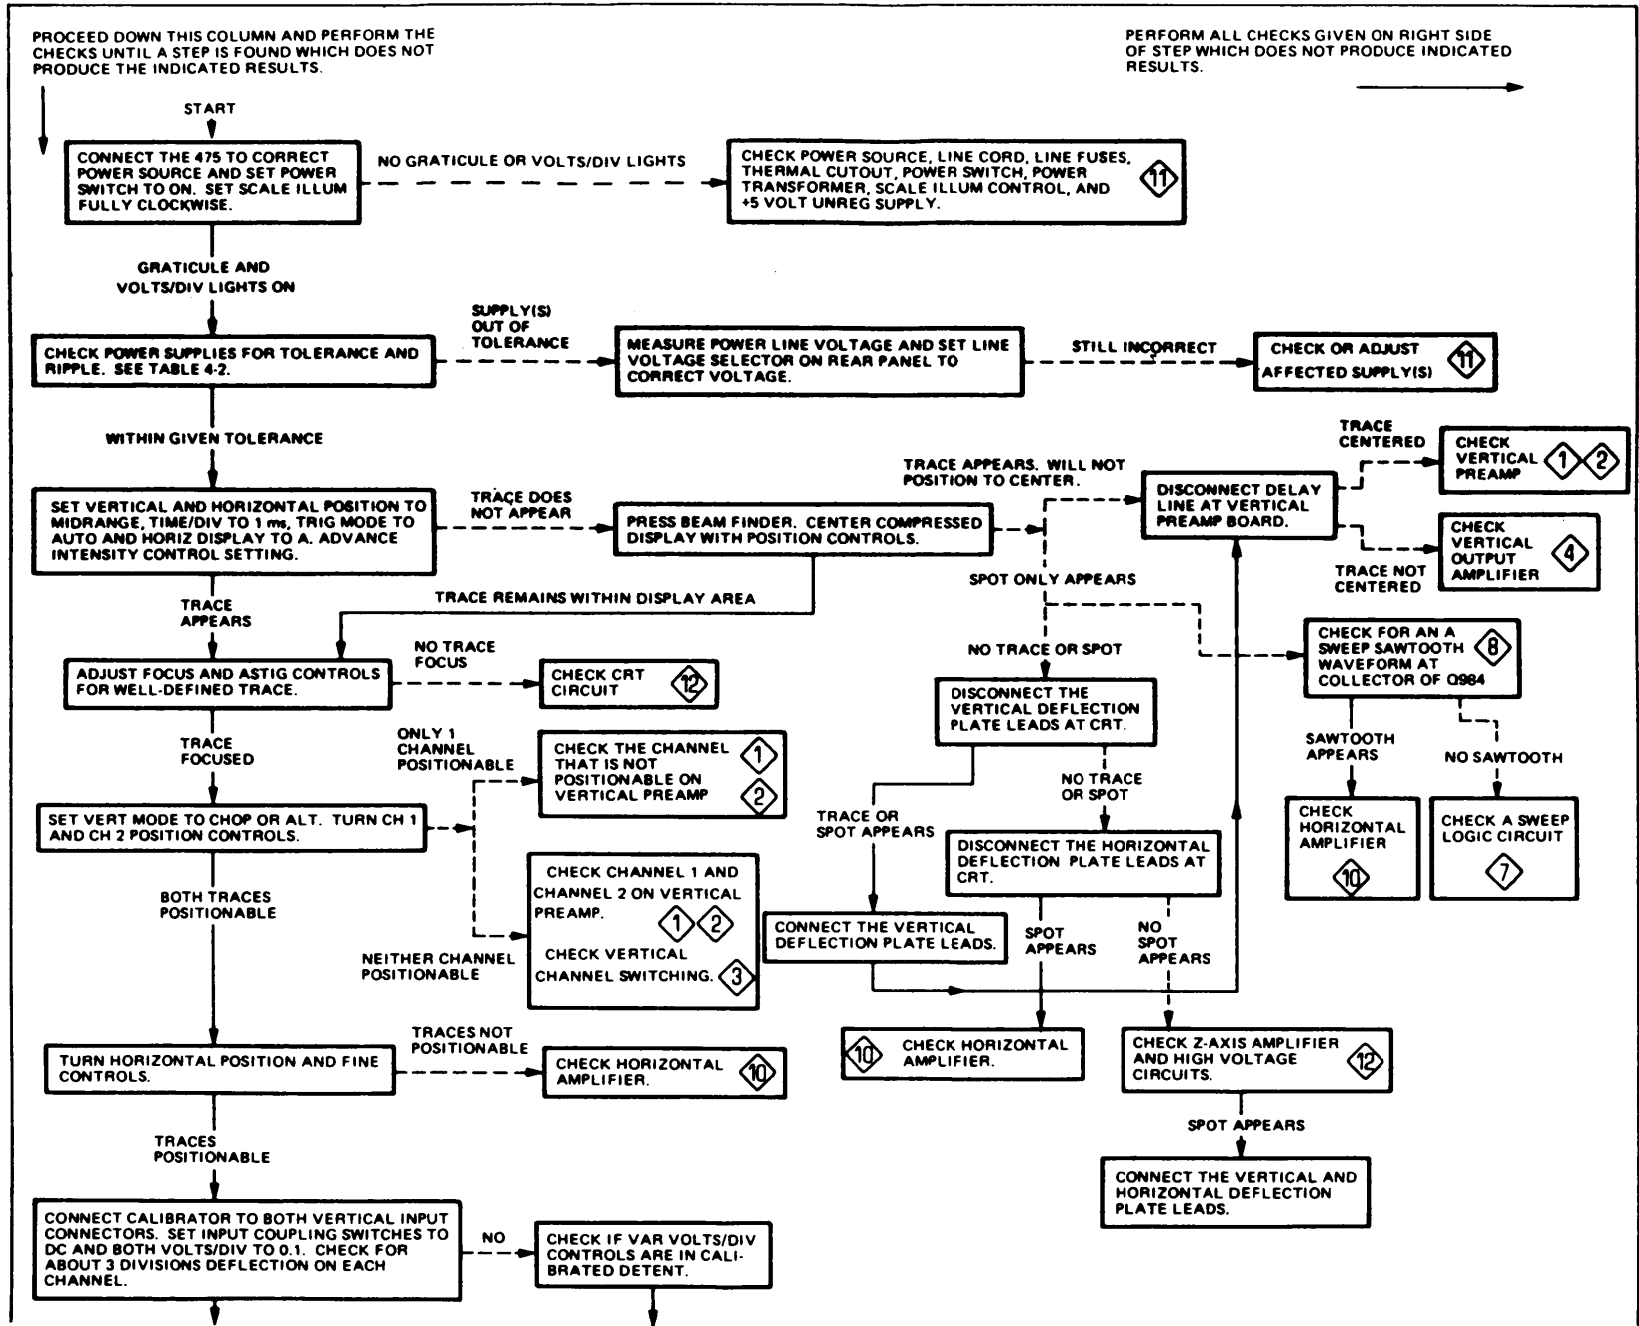 PROCEED DOWN THIS COLUMN AND PERFORM THE
CHECKS UNTIL A STEP IS FOUND WHICH DOES NOT
PRODUCE THE INDICATED RESULTS.
PERFORM ALL CHECKS GIVEN ON RIGHT SIDE
OF STEP WHICH DOES NOT PRODUCE INDICATED
RESULTS.
START
CONNECT THE 475 TO CORRECT
POWER SOURCE AND SET POWER
SWITCH TO ON. SET SCALE ILLUM
FULLY CLOCKWISE.
NO GRATICULE OR VOLTS/DIV LIGHTS
CHECK POWER SOURCE, LINE CORD, LINE FUSES,
THERMAL CUTOUT, POWER SWITCH, POWER
TRANSFORMER, SCALE ILLUM CONTROL, AND
+5 VOLT UNREG SUPPLY.
11
GRATICULE AND
VOLTS/DIV LIGHTS ON
CHECK POWER SUPPLIES FOR TOLERANCE AND
RIPPLE. SEE TABLE 4-2.
SUPPLY(S)
OUT OF
TOLERANCE
MEASURE POWER LINE VOLTAGE AND SET LINE
VOLTAGE SELECTOR ON REAR PANEL TO
CORRECT VOLTAGE.
STILL INCORRECT
CHECK OR ADJUST
AFFECTED SUPPLY(S)
11
WITHIN GIVEN TOLERANCE
SET VERTICAL AND HORIZONTAL POSITION TO
MIDRANGE, TIME/DIV TO 1 ms, TRIG MODE TO
AUTO AND HORIZ DISPLAY TO A. ADVANCE
INTENSITY CONTROL SETTING.
TRACE DOES
NOT APPEAR
PRESS BEAM FINDER. CENTER COMPRESSED
DISPLAY WITH POSITION CONTROLS.
TRACE APPEARS. WILL NOT
POSITION TO CENTER.
DISCONNECT DELAY
LINE AT VERTICAL
PREAMP BOARD.
TRACE
CENTERED
CHECK
VERTICAL
PREAMP
1 2
TRACE NOT
CENTERED
CHECK
VERTICAL
OUTPUT
AMPLIFIER
4
SPOT ONLY APPEARS
TRACE REMAINS WITHIN DISPLAY AREA
TRACE
APPEARS
NO TRACE OR SPOT
CHECK FOR AN A
SWEEP SAWTOOTH
WAVEFORM AT
COLLECTOR OF Q984
8
ADJUST FOCUS AND ASTIG CONTROLS
FOR WELL-DEFINED TRACE.
NO TRACE
FOCUS
CHECK CRT
CIRCUIT
12
DISCONNECT THE
VERTICAL DEFLECTION
PLATE LEADS AT CRT.
SAWTOOTH
APPEARS
NO SAWTOOTH
TRACE
FOCUSED
ONLY 1
CHANNEL
POSITIONABLE
CHECK THE CHANNEL
THAT IS NOT
POSITIONABLE ON
VERTICAL PREAMP
1
2
NO TRACE
OR SPOT
TRACE OR
SPOT APPEARS
CHECK
HORIZONTAL
AMPLIFIER
10
CHECK A SWEEP
LOGIC CIRCUIT
7
SET VERT MODE TO CHOP OR ALT. TURN CH 1
AND CH 2 POSITION CONTROLS.
DISCONNECT THE HORIZONTAL
DEFLECTION PLATE LEADS AT
CRT.
BOTH TRACES
POSITIONABLE
NEITHER CHANNEL
POSITIONABLE
CHECK CHANNEL 1 AND
CHANNEL 2 ON VERTICAL
PREAMP.
1 2
CHECK VERTICAL
CHANNEL SWITCHING.
3
CONNECT THE VERTICAL
DEFLECTION PLATE LEADS.
SPOT
APPEARS
NO
SPOT
APPEARS
TURN HORIZONTAL POSITION AND FINE
CONTROLS.
TRACES NOT
POSITIONABLE
CHECK HORIZONTAL
AMPLIFIER.
10
10
CHECK HORIZONTAL
AMPLIFIER.
CHECK Z-AXIS AMPLIFIER
AND HIGH VOLTAGE
CIRCUITS.
12
SPOT APPEARS
CONNECT THE VERTICAL AND
HORIZONTAL DEFLECTION
PLATE LEADS.
TRACES
POSITIONABLE
CONNECT CALIBRATOR TO BOTH VERTICAL INPUT
CONNECTORS. SET INPUT COUPLING SWITCHES TO
DC AND BOTH VOLTS/DIV TO 0.1. CHECK FOR
ABOUT 3 DIVISIONS DEFLECTION ON EACH
CHANNEL.
NO
CHECK IF VAR VOLTS/DIV
CONTROLS ARE IN CALI-
BRATED DETENT.